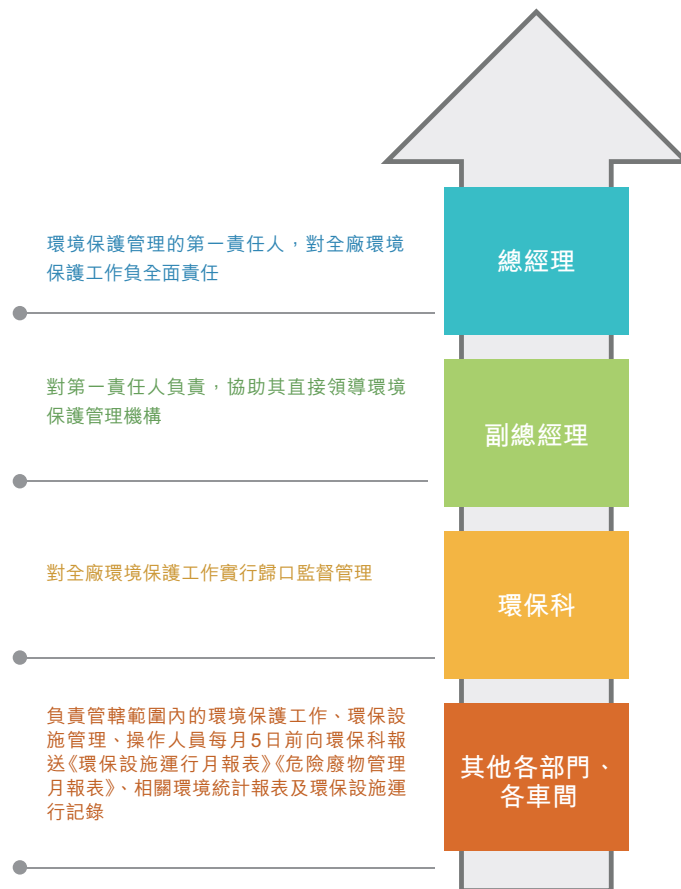 環境保護管理的第一責任人，對全廠環境
保護工作負全面責任
總經理
對第一責任人負責，協助其直接領導環境
保護管理機構
副總經理
對全廠環境保護工作實行歸口監督管理
環保科
負責管轄範圍內的環境保護工作、環保設
施管理、操作人員每月5日前向環保科報
送《環保設施運行月報表》《危險廢物管理
月報表》、相關環境統計報表及環保設施運
行記錄
其他各部門、
各車間